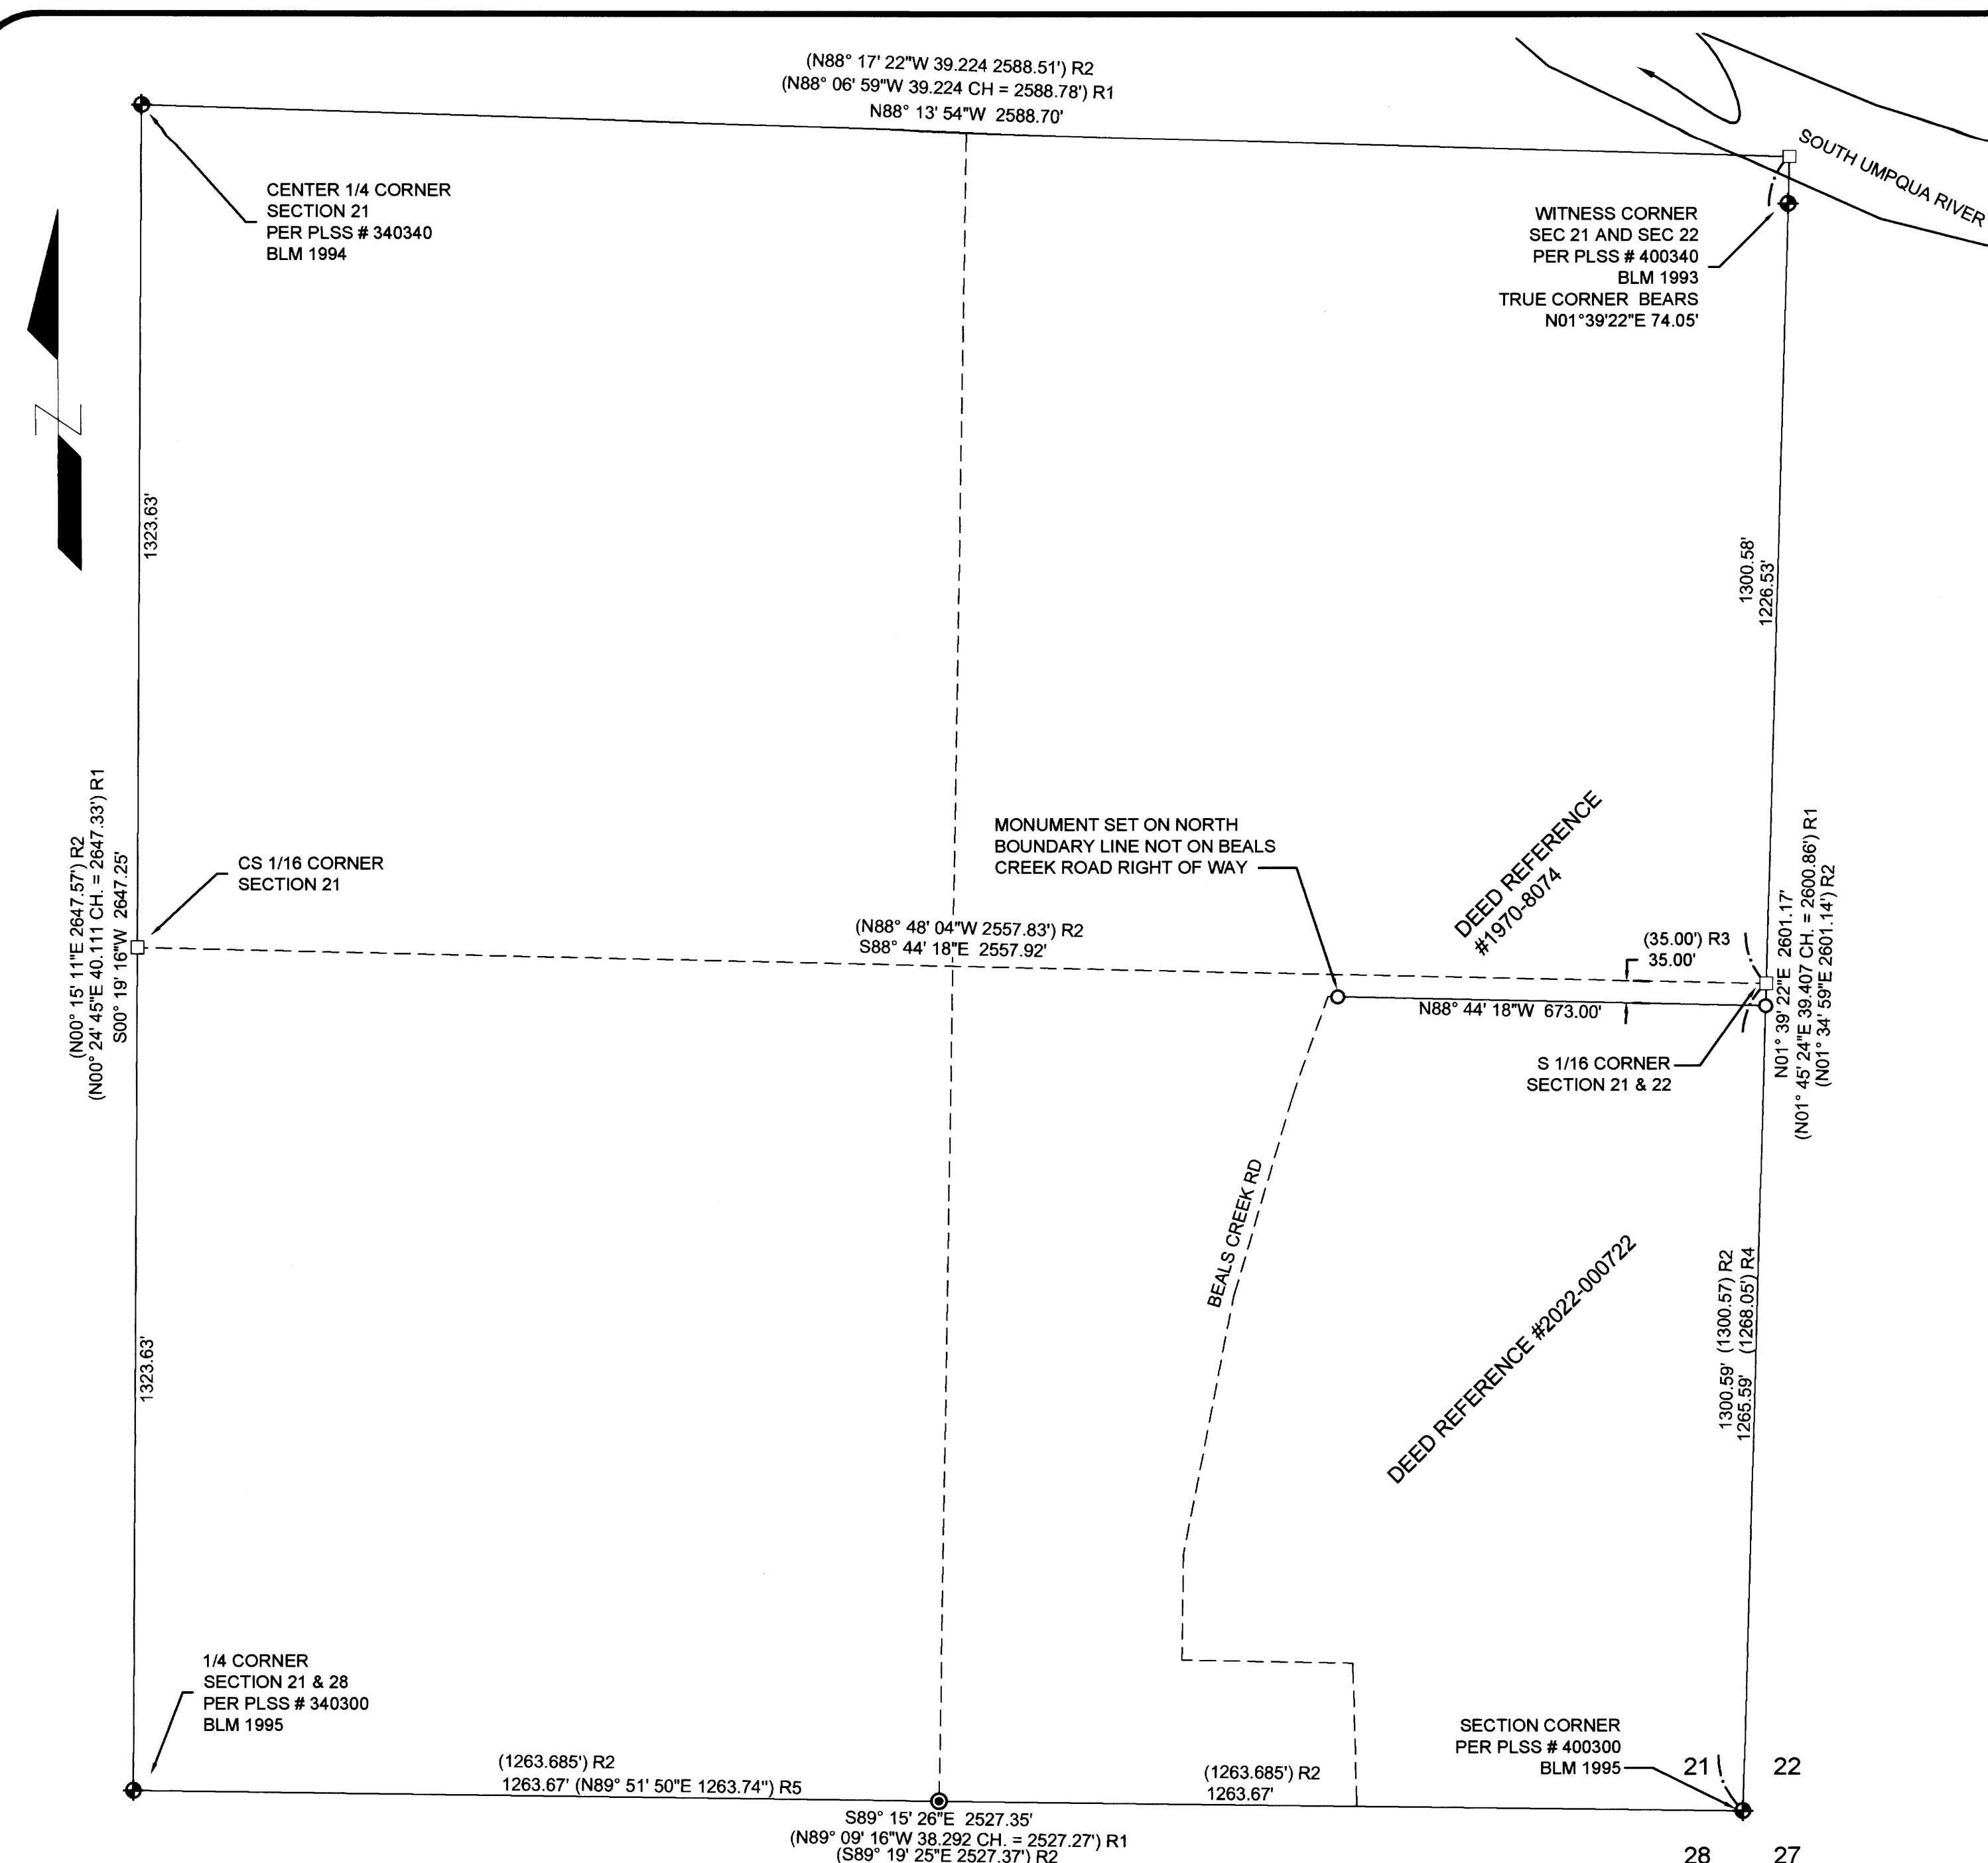 (N88° 17' 22"W 39.224 2588.51') R2
(N88° 06' 59"W 39.224 CH = 2588.78') R1
N88° 13' 54"W 2588.70'
SOUTH UMPQUA RIVER
CENTER 1/4 CORNER
SECTION 21
PER PLSS # 340340
BLM 1994
WITNESS CORNER
SEC 21 AND SEC 22
PER PLSS # 400340
BLM 1993
TRUE CORNER BEARS
N01°39'22"E 74.05'
N
1323.63'
1300.58'
1226.53'
(N00° 15' 11"E 2647.57') R2
(N00° 24' 45"E 40.111 CH. = 2647.33') R1
S00° 19' 16"W 2647.25'
CS 1/16 CORNER
SECTION 21
MONUMENT SET ON NORTH
BOUNDARY LINE NOT ON BEALS
CREEK ROAD RIGHT OF WAY
DEED REFERENCE
#1970-8074
(N88° 48' 04"W 2557.83') R2
S88° 44' 18"E 2557.92'
(35.00') R3
35.00'
N88° 44' 18"W 673.00'
N01° 39' 22"E 2601.17'
(N01° 45' 24"E 39.407 CH. = 2600.86') R1
(N01° 34' 59"E 2601.14') R2
S 1/16 CORNER
SECTION 21 & 22
BEALS CREEK RD
DEED REFERENCE #2022-000722
1323.63'
1300.59' (1300.57') R2
1265.59' (1268.05') R4
1/4 CORNER
SECTION 21 & 28
PER PLSS # 340300
BLM 1995
SECTION CORNER
PER PLSS # 400300
BLM 1995
21 22
(1263.685') R2
1263.67' (N89° 51' 50"E 1263.74") R5
(1263.685') R2
1263.67'
S89° 15' 26"E 2527.35'
(N89° 09' 16"W 38.292 CH. = 2527.27') R1
(S89° 19' 25"E 2527.37') R2
28 27